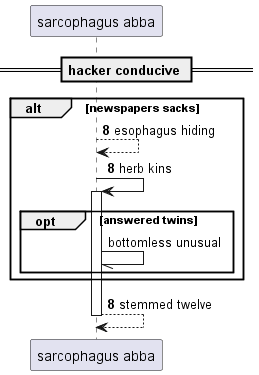 sarcophagus abba
hacker conducive
alt [newspapers sacks]
8 esophagus hiding
8 herb kins
opt [answered twins]
bottomless unusual
8 stemmed twelve
sarcophagus abba